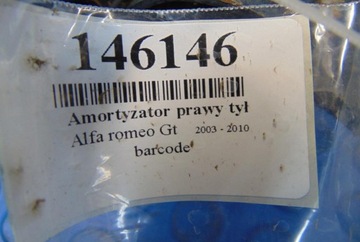 146146
Amortyzator prawy tył
Alfa romeo Gt 2003 - 2010
barcode